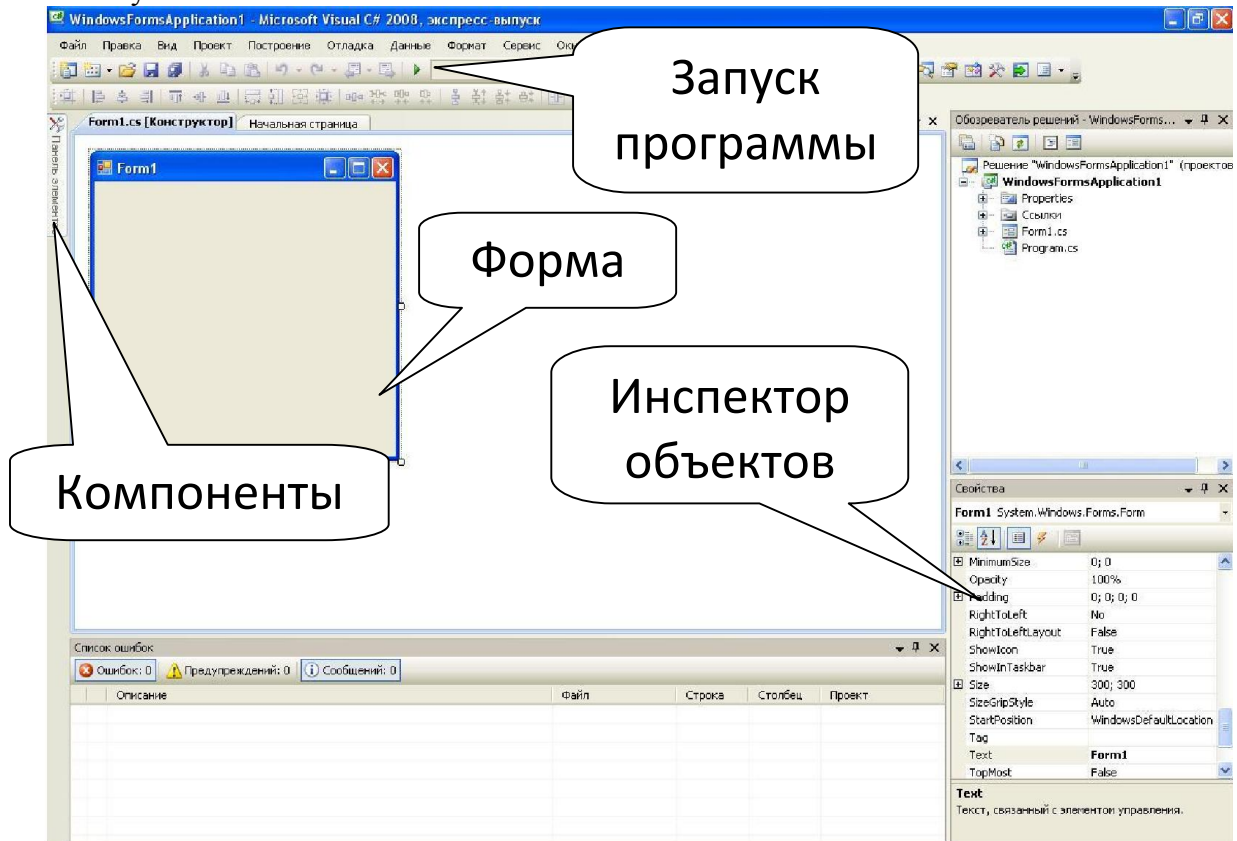 WindowsFormsApplication1 - Microsoft Visual C# 2008, экспресс-выпуск
Файл Правка Вид Проект Построение Отладка Данные Формат Сервис
Запуск
программы
Form1.cs [Конструктор] Начальная страница
Обозреватель решений - WindowsForms...
Панель элемент
Form1
Решение "WindowsFormsApplication1" (проектов
WindowsFormsApplication1
Properties
Ссылки
Form1.cs
Program.cs
Форма
Инспектор
объектов
Компоненты
Свойства
Form1 System.Windows.Forms.Form
MinimumSize 0; 0
Opacity 100%
Padding 0; 0; 0; 0
RightToLeft No
RightToLeftLayout False
ShowIcon True
ShowInTaskbar True
Size 300; 300
SizeGripStyle Auto
StartPosition WindowsDefaultLocation
Tag
Text Form1
TopMost False
Text
Текст, связанный с элементом управления.
Список ошибок
Ошибок: 0 Предупреждений: 0 Сообщений: 0
Описание Файл Строка Столбец Проект